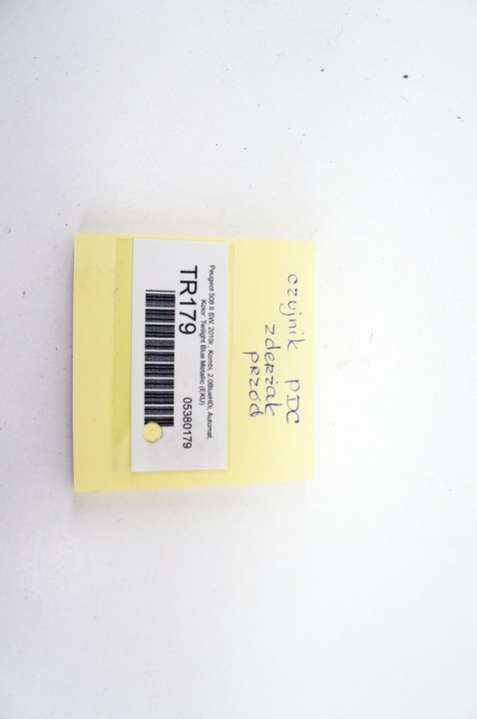 czujnik PDC
zderzak
przód
Peugeot 508 II SW, 2019r., Kombi, 2.0BlueHDi, Automat,
Kolor: Twilight Blue Metallic (EKU)
TR179
05380179